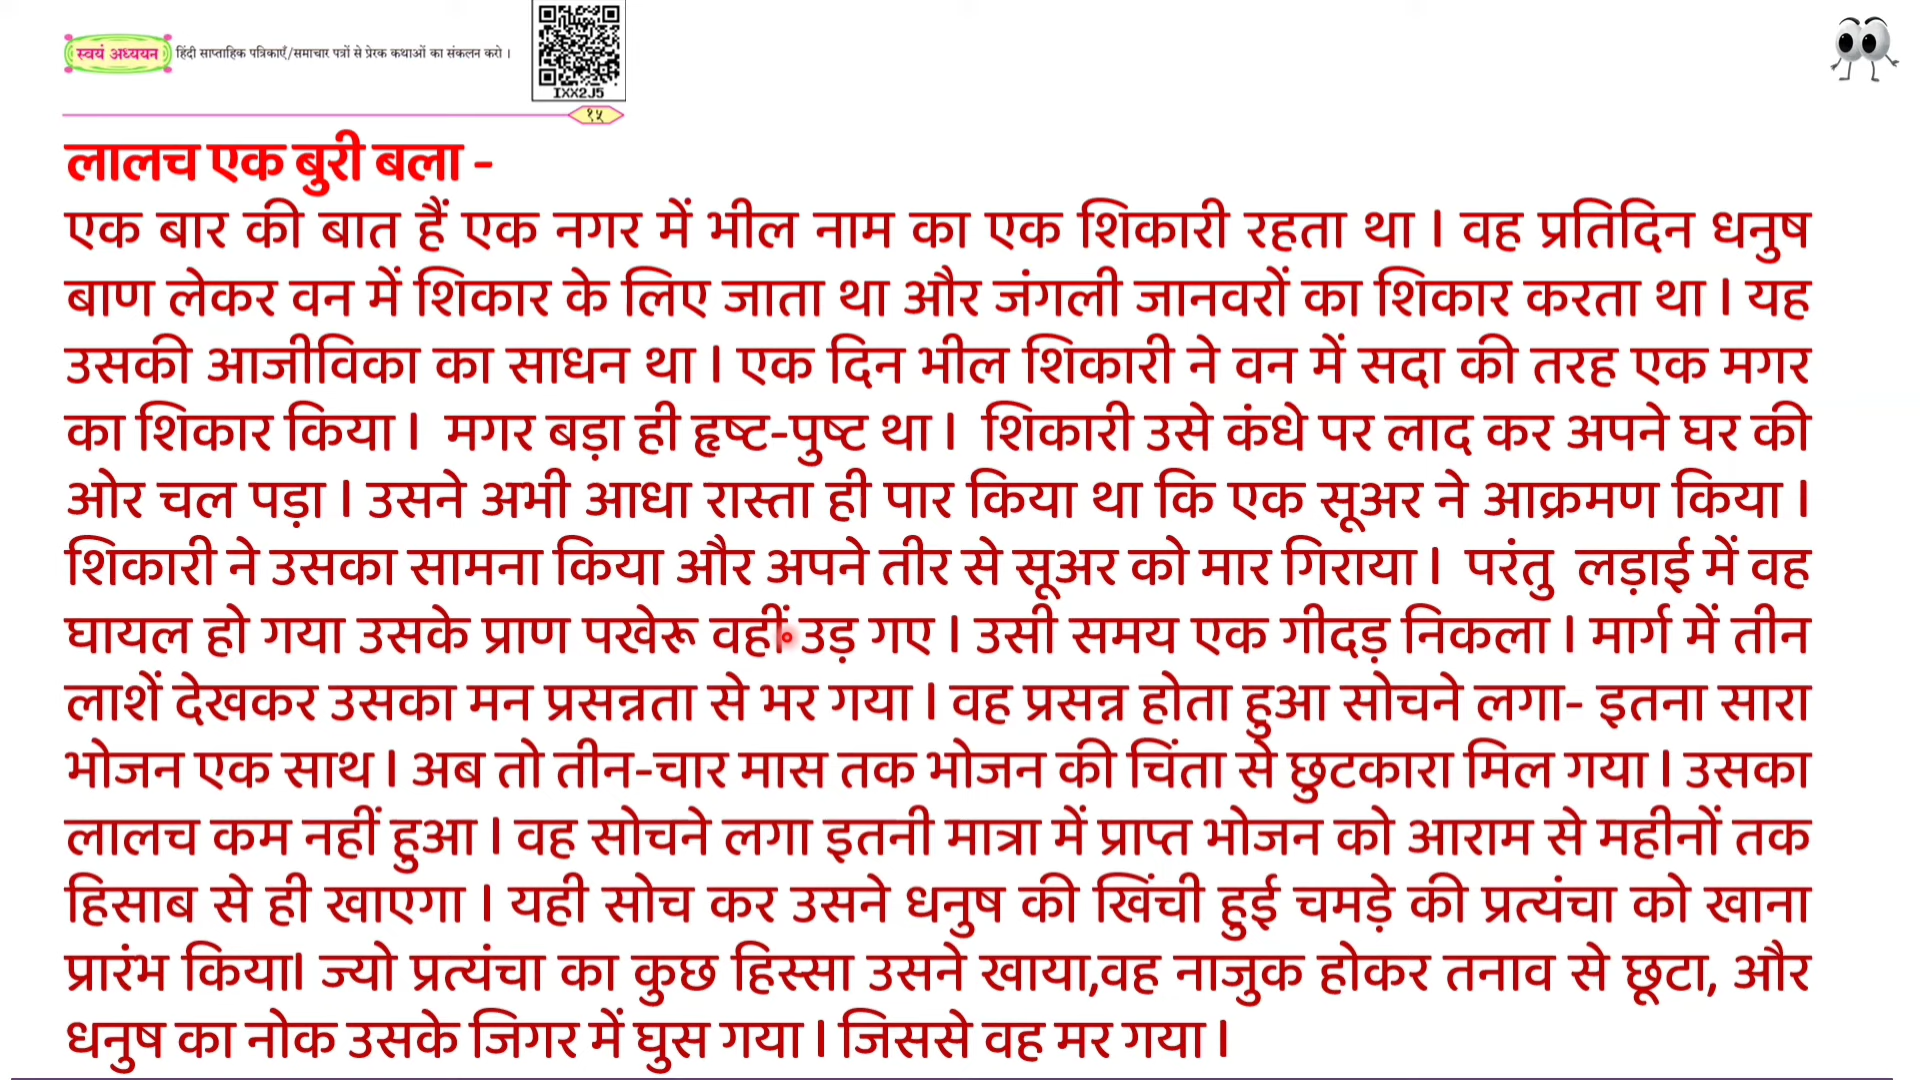 स्वयं अध्ययन हिंदी साप्ताहिक पत्रिकाएँ/समाचार पत्रों से प्रेरक कथाओं का संकलन करो ।
IXX2J5
१५
लालच एक बुरी बला -
एक बार की बात हैं एक नगर में भील नाम का एक शिकारी रहता था । वह प्रतिदिन धनुष
बाण लेकर वन में शिकार के लिए जाता था और जंगली जानवरों का शिकार करता था । यह
उसकी आजीविका का साधन था । एक दिन भील शिकारी ने वन में सदा की तरह एक मगर
का शिकार किया । मगर बड़ा ही हृष्ट-पुष्ट था । शिकारी उसे कंधे पर लाद कर अपने घर की
ओर चल पड़ा । उसने अभी आधा रास्ता ही पार किया था कि एक सूअर ने आक्रमण किया ।
शिकारी ने उसका सामना किया और अपने तीर से सूअर को मार गिराया । परंतु लड़ाई में वह
घायल हो गया उसके प्राण पखेरू वहीं उड़ गए । उसी समय एक गीदड़ निकला । मार्ग में तीन
लाशें देखकर उसका मन प्रसन्नता से भर गया । वह प्रसन्न होता हुआ सोचने लगा- इतना सारा
भोजन एक साथ । अब तो तीन-चार मास तक भोजन की चिंता से छुटकारा मिल गया । उसका
लालच कम नहीं हुआ । वह सोचने लगा इतनी मात्रा में प्राप्त भोजन को आराम से महीनों तक
हिसाब से ही खाएगा । यही सोच कर उसने धनुष की खिंची हुई चमड़े की प्रत्यंचा को खाना
प्रारंभ किया। ज्यो प्रत्यंचा का कुछ हिस्सा उसने खाया,वह नाजुक होकर तनाव से छूटा, और
धनुष का नोक उसके जिगर में घुस गया । जिससे वह मर गया ।